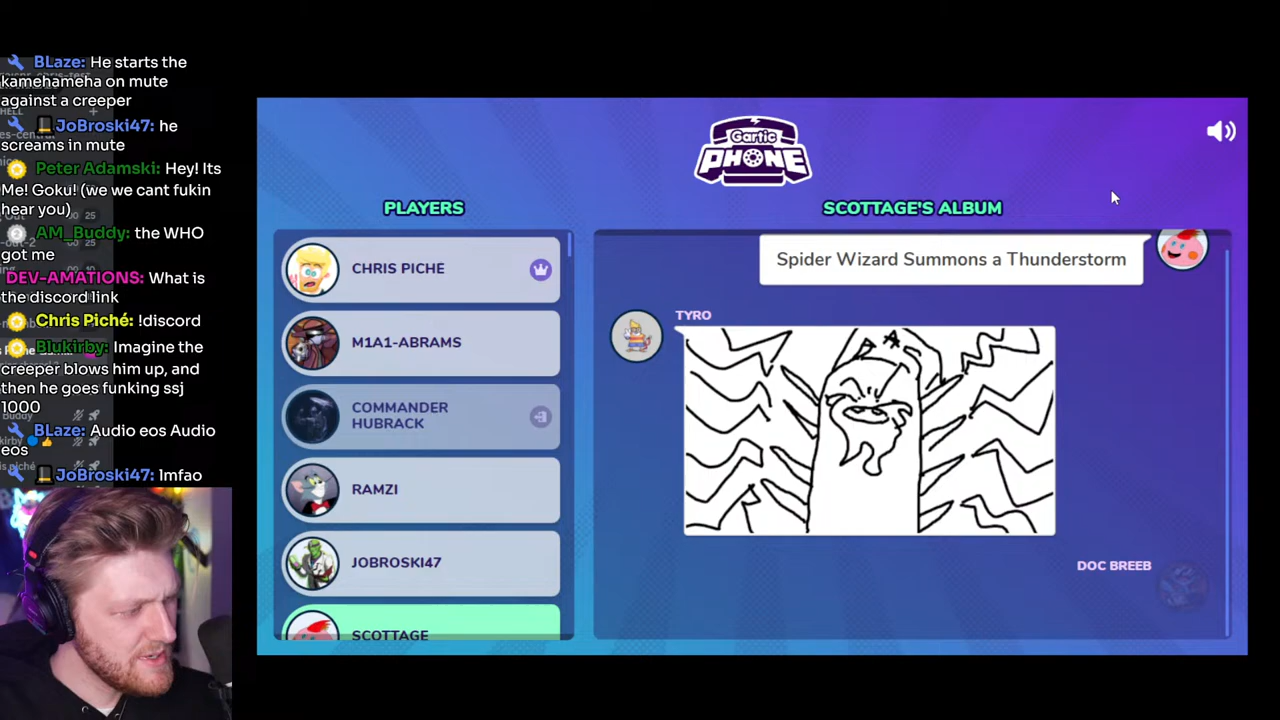 BLaze: He starts the
kamehameha on mute
against a creeper
JoBroski47: he
screams in mute
Peter Adamski: Hey! Its
Me! Goku! (we we cant fukin
hear you)
AM_Buddy: the WHO
got me
DEV-AMATIONS: What is
the discord link
Chris Piché: !discord
Blukirby: Imagine the
creeper blows him up, and
then he goes funking ssj
1000
BLaze: Audio eos Audio
eos
JoBroski47: lmfao
Gartic
PHONE
PLAYERS
CHRIS PICHE
M1A1-ABRAMS
COMMANDER
HUBRACK
RAMZI
JOBROSKI47
SCOTTAGE
SCOTTAGE'S ALBUM
Spider Wizard Summons a Thunderstorm
TYRO
DOC BREEB